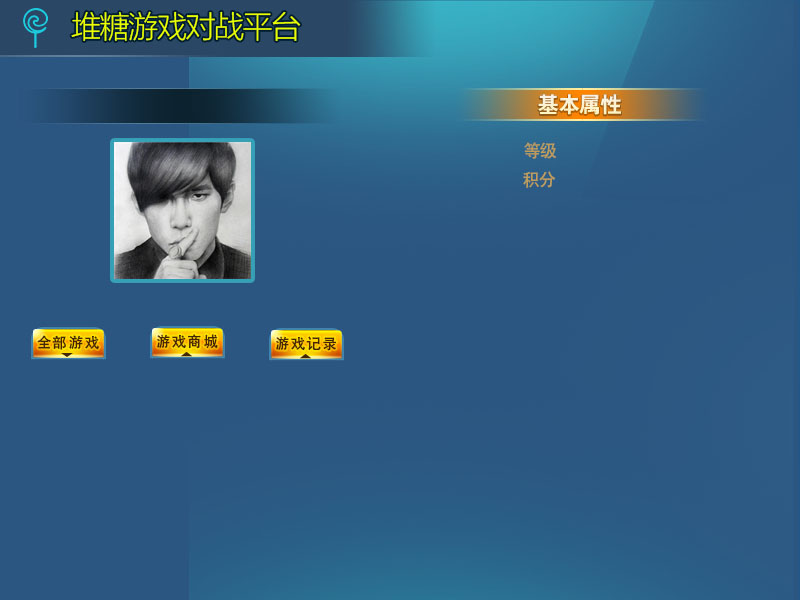 堆糖游戏对战平台
基本属性
等级
积分
全部游戏
游戏商城
游戏记录